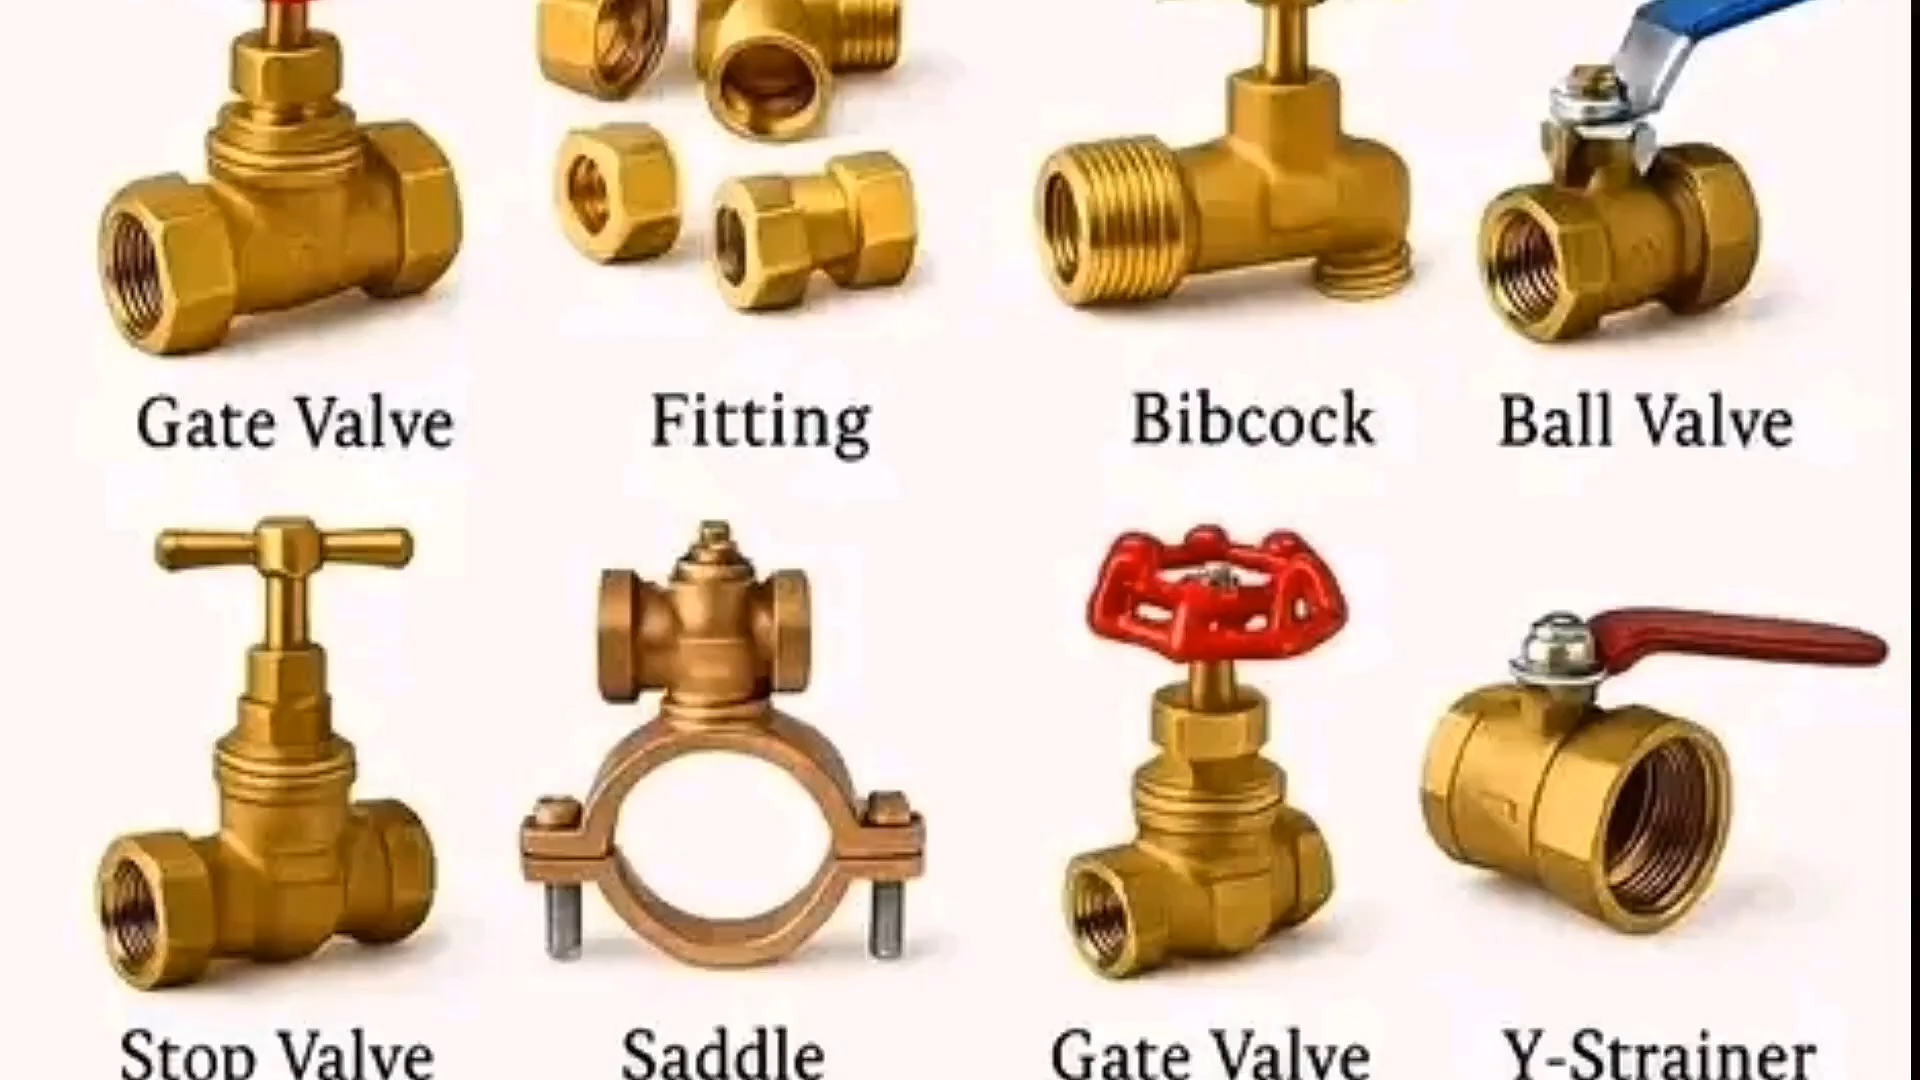 Gate Valve
Fitting
Bibcock
Ball Valve
Stop Valve
Saddle
Gate Valve
Y-Strainer